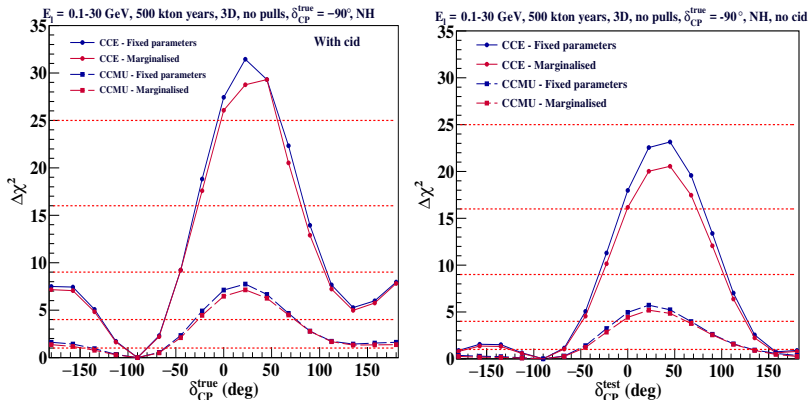 E_l = 0.1-30 GeV, 500 kton years, 3D, no pulls, δ_CP^true = −90°, NH
CCE - Fixed parameters
CCE - Marginalised
CCMU - Fixed parameters
CCMU - Marginalised
With cid
Δχ²
35
30
25
20
15
10
5
0
−150 −100 −50 0 50 100 150
δ_CP^true (deg)
E_l = 0.1-30 GeV, 500 kton years, 3D, no pulls, δ_CP^true = -90°, NH, no cid
CCE - Fixed parameters
CCE - Marginalised
CCMU - Fixed parameters
CCMU - Marginalised
Δχ²
35
30
25
20
15
10
5
0
−150 −100 −50 0 50 100 150
δ_CP^test (deg)